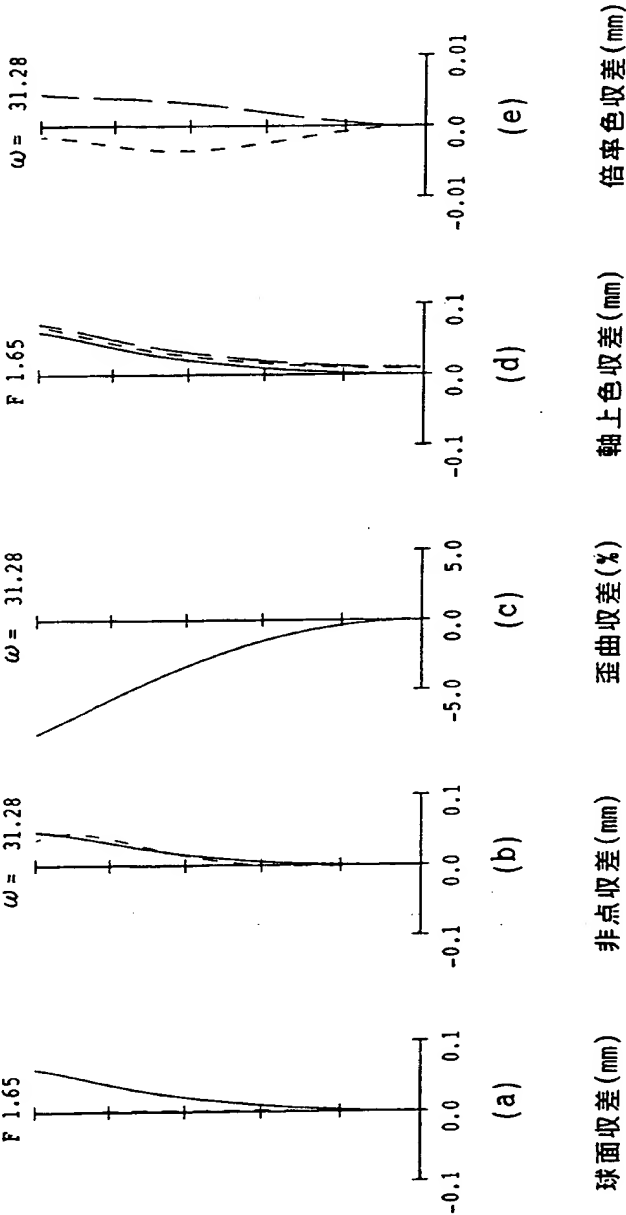 F 1.65
-0.1 0.0 0.1
(a)
球面収差(mm)
ω= 31.28
-0.1 0.0 0.1
(b)
非点収差(mm)
ω= 31.28
-5.0 0.0 5.0
(c)
歪曲収差(%)
F 1.65
-0.1 0.0 0.1
(d)
軸上色収差(mm)
ω= 31.28
-0.01 0.0 0.01
(e)
倍率色収差(mm)